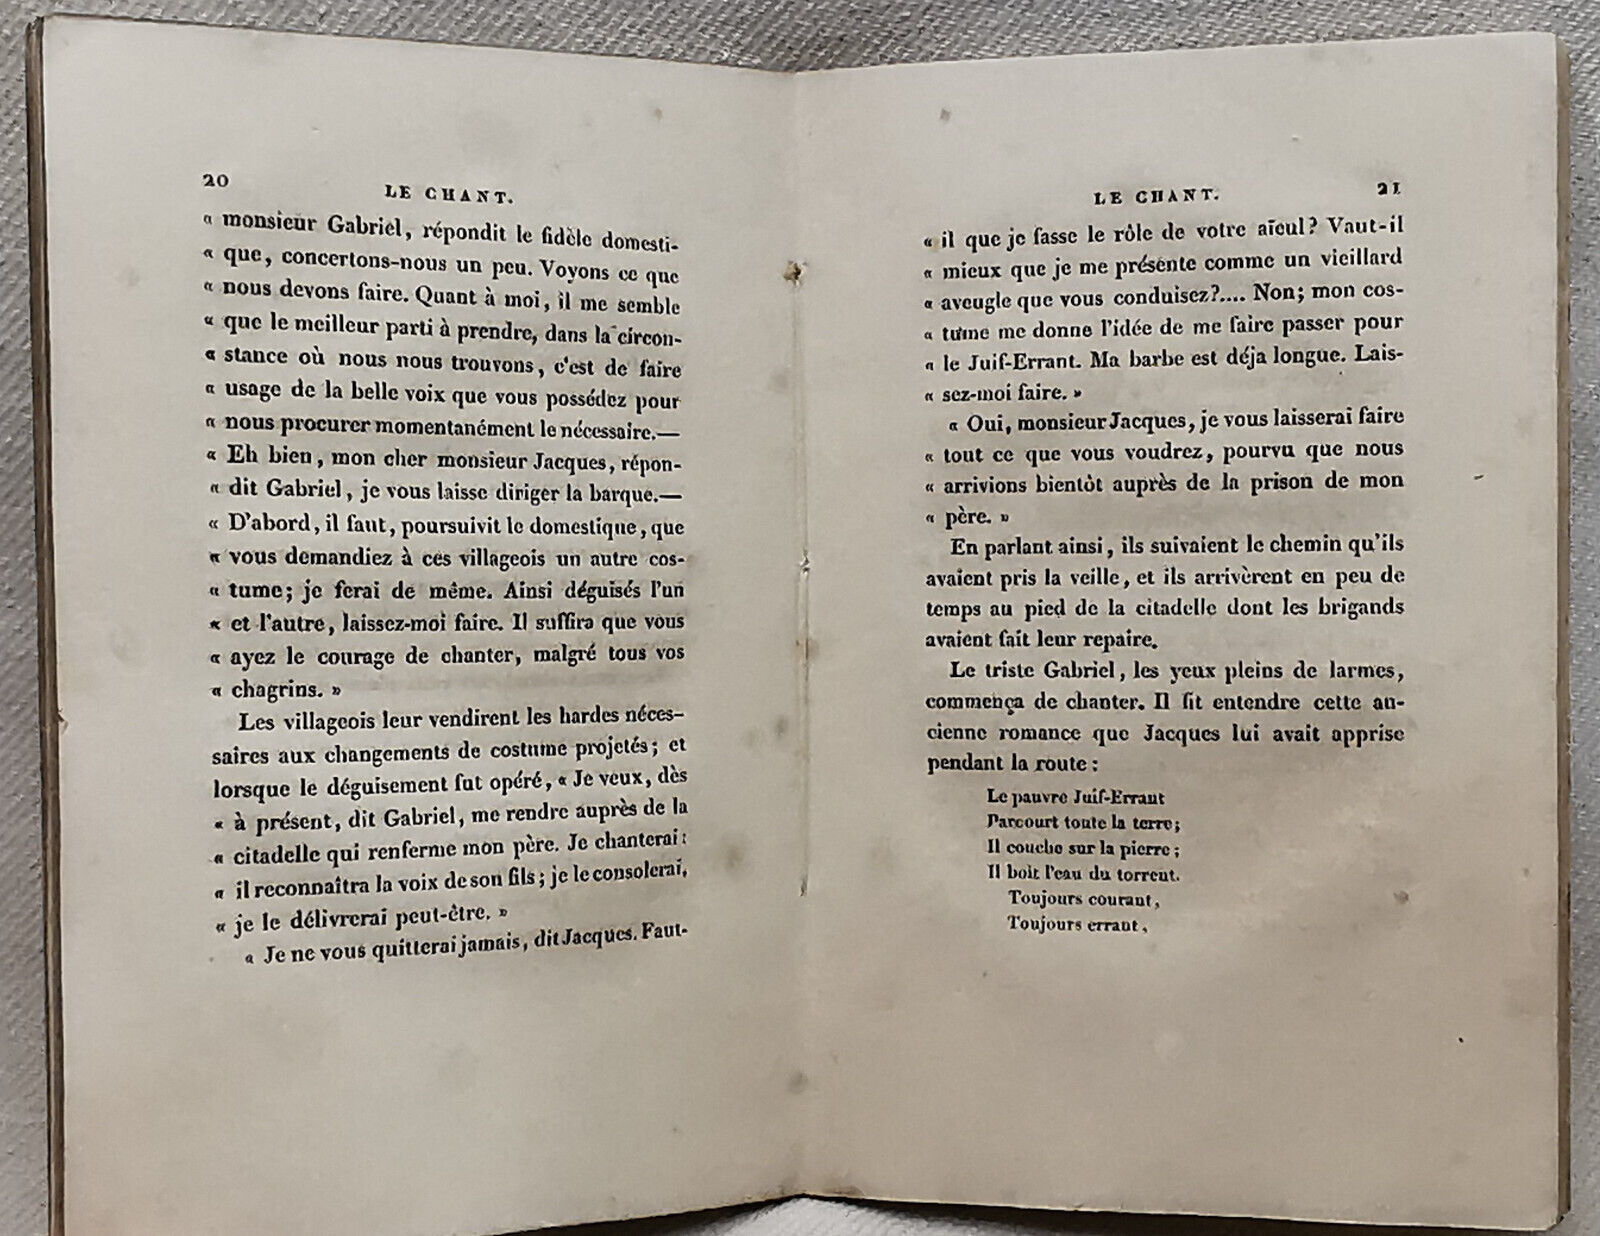 20
LE CHANT.
« monsieur Gabriel, répondit le fidèle domesti-
« que, concertons-nous un peu. Voyons ce que
« nous devons faire. Quant à moi, il me semble
« que le meilleur parti à prendre, dans la circon-
« stance où nous nous trouvons, c'est de faire
« usage de la belle voix que vous possédez pour
« nous procurer momentanément le nécessaire.—
« Eh bien, mon cher monsieur Jacques, répon-
« dit Gabriel, je vous laisse diriger la barque.—
« D'abord, il faut, poursuivit le domestique, que
« vous demandiez à ces villageois un autre cos-
« tume; je ferai de même. Ainsi déguisés l'un
« et l'autre, laissez-moi faire. Il suffira que vous
« ayez le courage de chanter, malgré tous vos
« chagrins. »
Les villageois leur vendirent les hardes néces-
saires aux changements de costume projetés; et
lorsque le déguisement fut opéré, « Je veux, dès
« à présent, dit Gabriel, me rendre auprès de la
« citadelle qui renferme mon père. Je chanterai:
« il reconnaîtra la voix de son fils; je le consolerai,
« je le délivrerai peut-être. »
« Je ne vous quitterai jamais, dit Jacques. Faut-
LE CHANT.
21
« il que je fasse le rôle de votre aïeul? Vaut-il
« mieux que je me présente comme un vieillard
« aveugle que vous conduisez?.... Non; mon cos-
« tume me donne l'idée de me faire passer pour
« le Juif-Errant. Ma barbe est déja longue. Lais-
« sez-moi faire. »
« Oui, monsieur Jacques, je vous laisserai faire
« tout ce que vous voudrez, pourvu que nous
« arrivions bientôt auprès de la prison de mon
« père. »
En parlant ainsi, ils suivaient le chemin qu'ils
avaient pris la veille, et ils arrivèrent en peu de
temps au pied de la citadelle dont les brigands
avaient fait leur repaire.
Le triste Gabriel, les yeux pleins de larmes,
commença de chanter. Il fit entendre cette an-
cienne romance que Jacques lui avait apprise
pendant la route :
Le pauvre Juif-Errant
Parcourt toute la terre;
Il couche sur la pierre;
Il boit l'eau du torrent.
Toujours courant,
Toujours errant,